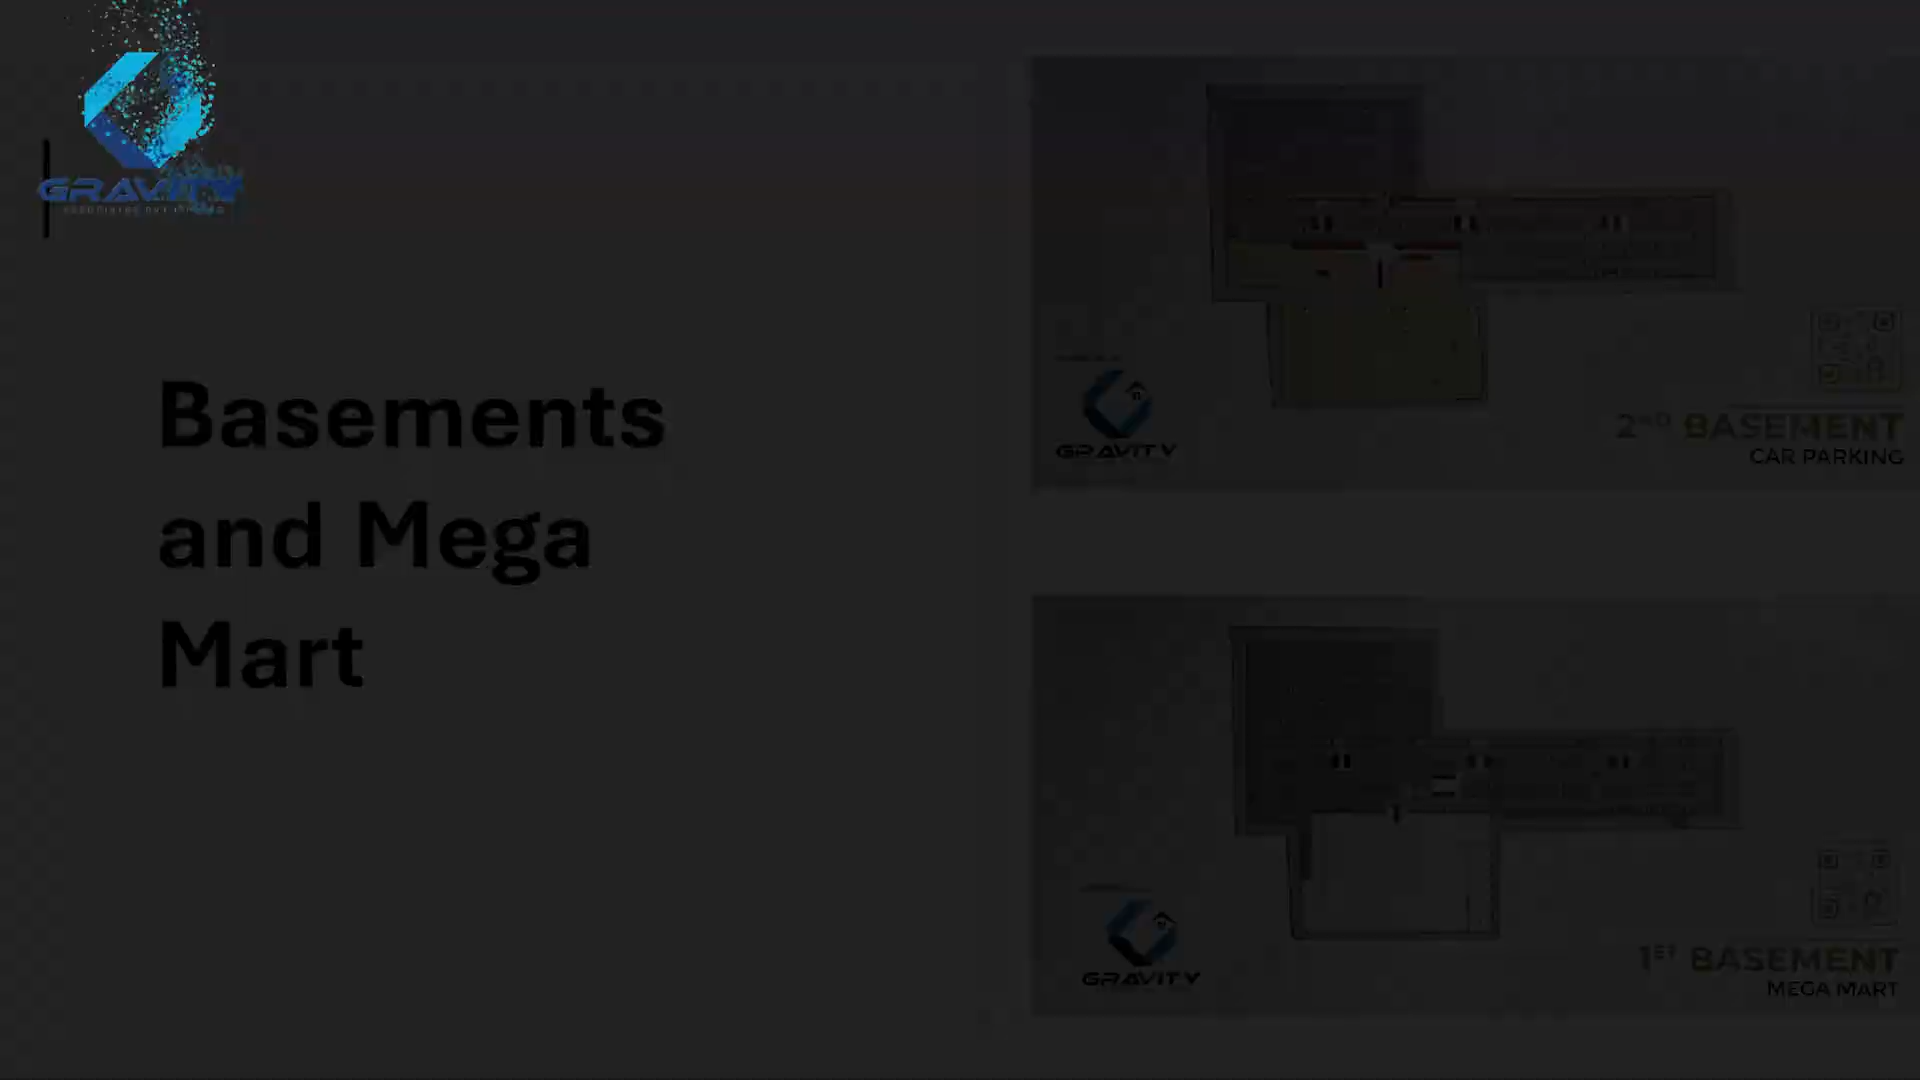 GRAVITY
Basements
and Mega
Mart
GRAVITY
2ND BASEMENT
CAR PARKING
GRAVITY
1ST BASEMENT
MEGA MART